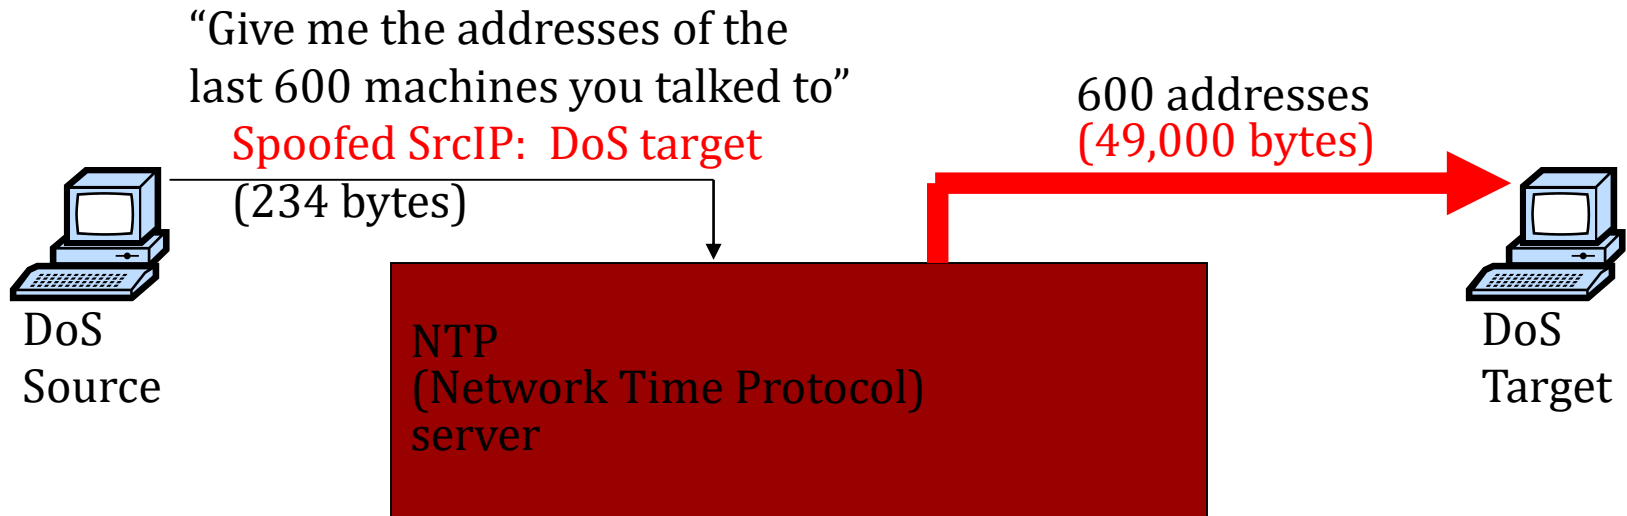 “Give me the addresses of the
last 600 machines you talked to”
Spoofed SrcIP:  DoS target
(234 bytes)
600 addresses
(49,000 bytes)
DoS
Source
NTP
(Network Time Protocol)
server
DoS
Target